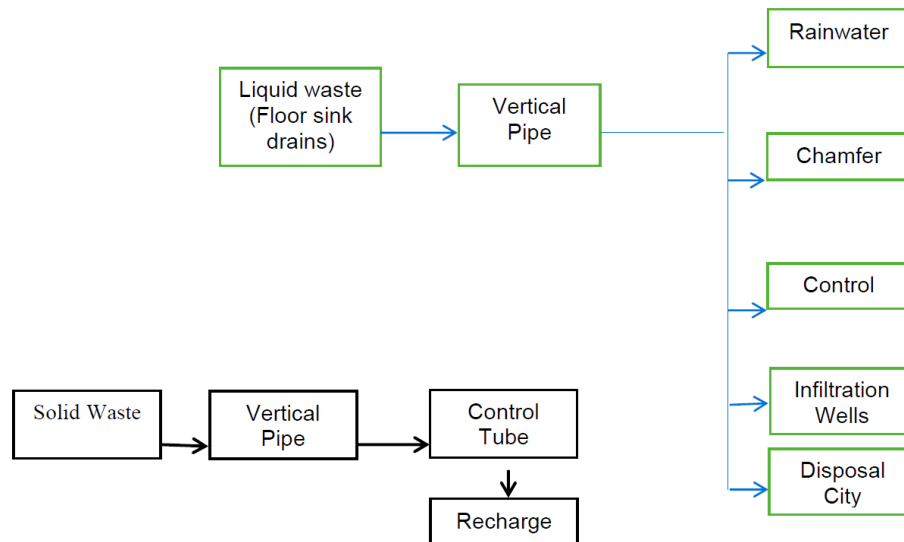 Rainwater
Liquid waste
(Floor sink
drains)
Vertical
Pipe
Chamfer
Control
Infiltration
Wells
Disposal
City
Solid Waste
Vertical
Pipe
Control
Tube
Recharge